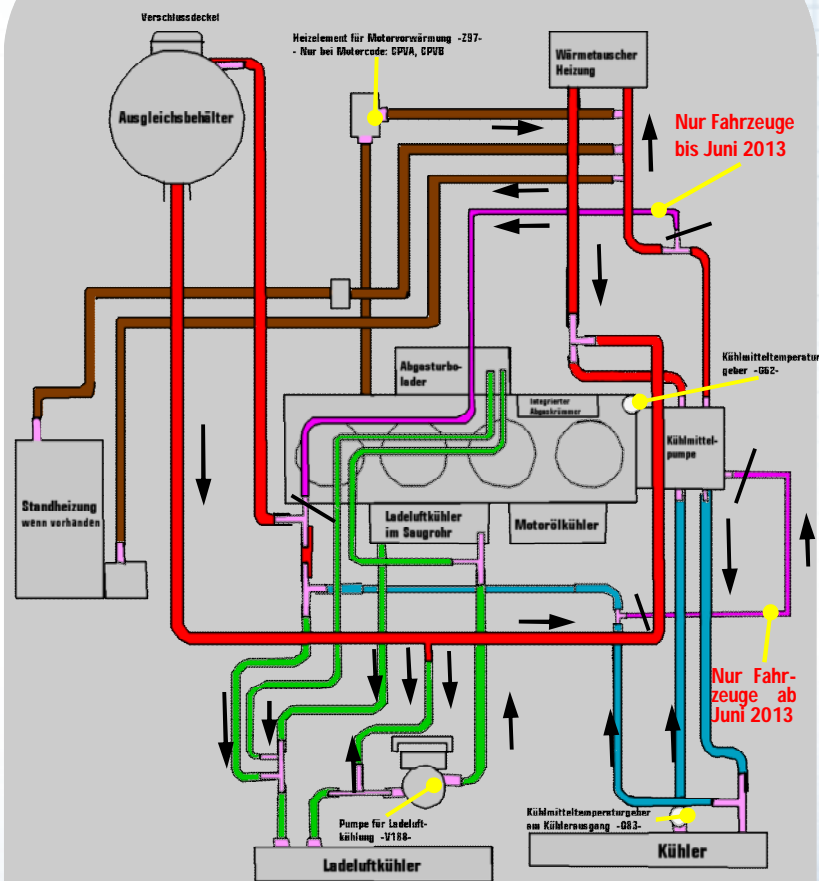 Verschlussdeckel
Heizelement für Motorvorwärmung -Z97-
- Nur bei Motorcode: CPVA, CPVB
Wärmetauscher
Heizung
Ausgleichsbehälter
Nur Fahrzeuge
bis Juni 2013
Abgasturbo-
lader
Integrierter
Abgaskrümmer
Kühlmitteltemperatur
geber -G62-
Kühlmittel-
pumpe
Standheizung
wenn vorhanden
Ladeluftkühler
im Saugrohr
Motorölkühler
Nur Fahr-
zeuge ab
Juni 2013
Pumpe für Ladeluft-
kühlung -V188-
Kühlmitteltemperaturgeber
am Kühlerausgang -G83-
Ladeluftkühler
Kühler